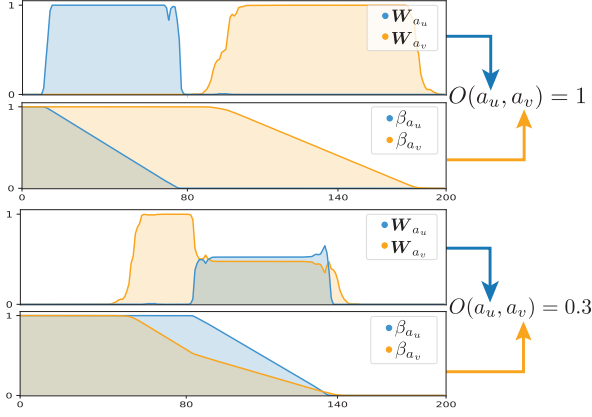 1
W_{a_u}
W_{a_v}
0
O(a_u, a_v) = 1
1
β_{a_u}
β_{a_v}
0
0 80 140 200
1
W_{a_u}
W_{a_v}
0
O(a_u, a_v) = 0.3
1
β_{a_u}
β_{a_v}
0
0 80 140 200